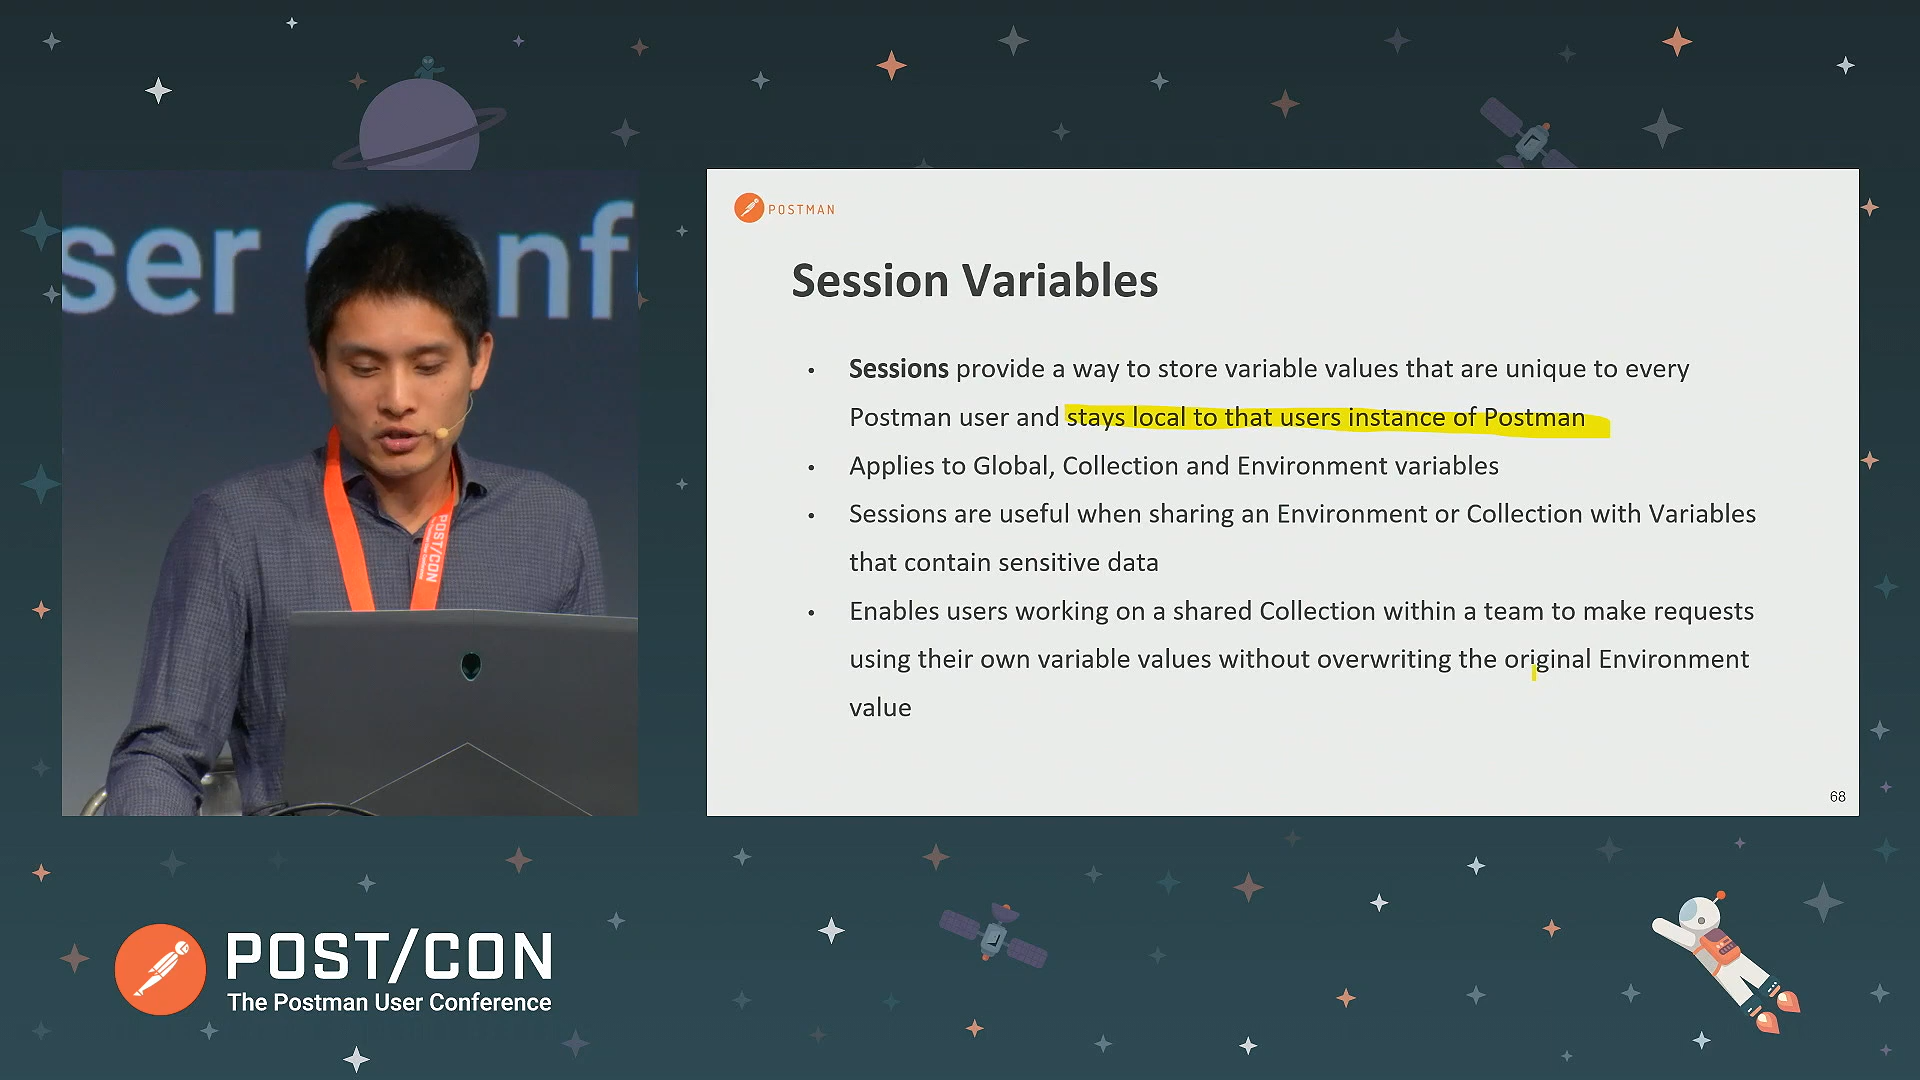 ser Conf
POST/CON
POSTMAN
Session Variables
• Sessions provide a way to store variable values that are unique to every
Postman user and stays local to that users instance of Postman
• Applies to Global, Collection and Environment variables
• Sessions are useful when sharing an Environment or Collection with Variables
that contain sensitive data
• Enables users working on a shared Collection within a team to make requests
using their own variable values without overwriting the original Environment
value
68
POST/CON
The Postman User Conference